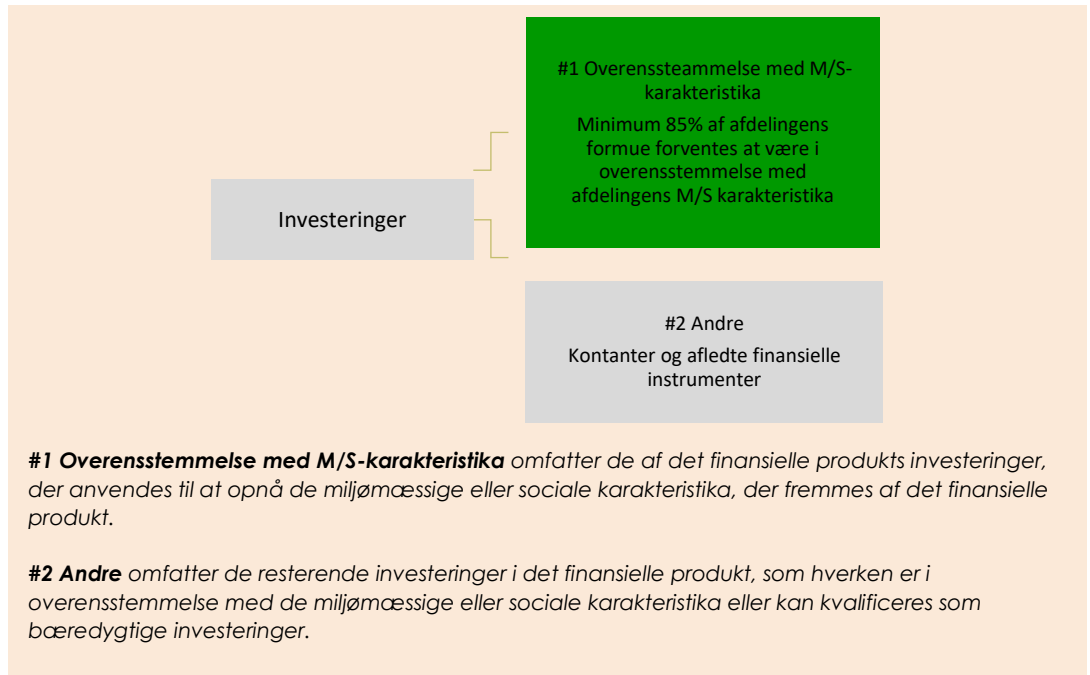 #1 Overenssteammelse med M/S-
karakteristika
Minimum 85% af afdelingens
formue forventes at være i
overensstemmelse med
afdelingens M/S karakteristika
Investeringer
#2 Andre
Kontanter og afledte finansielle
instrumenter
#1 Overensstemmelse med M/S-karakteristika omfatter de af det finansielle produkts investeringer,
der anvendes til at opnå de miljømæssige eller sociale karakteristika, der fremmes af det finansielle
produkt.
#2 Andre omfatter de resterende investeringer i det finansielle produkt, som hverken er i
overensstemmelse med de miljømæssige eller sociale karakteristika eller kan kvalificeres som
bæredygtige investeringer.